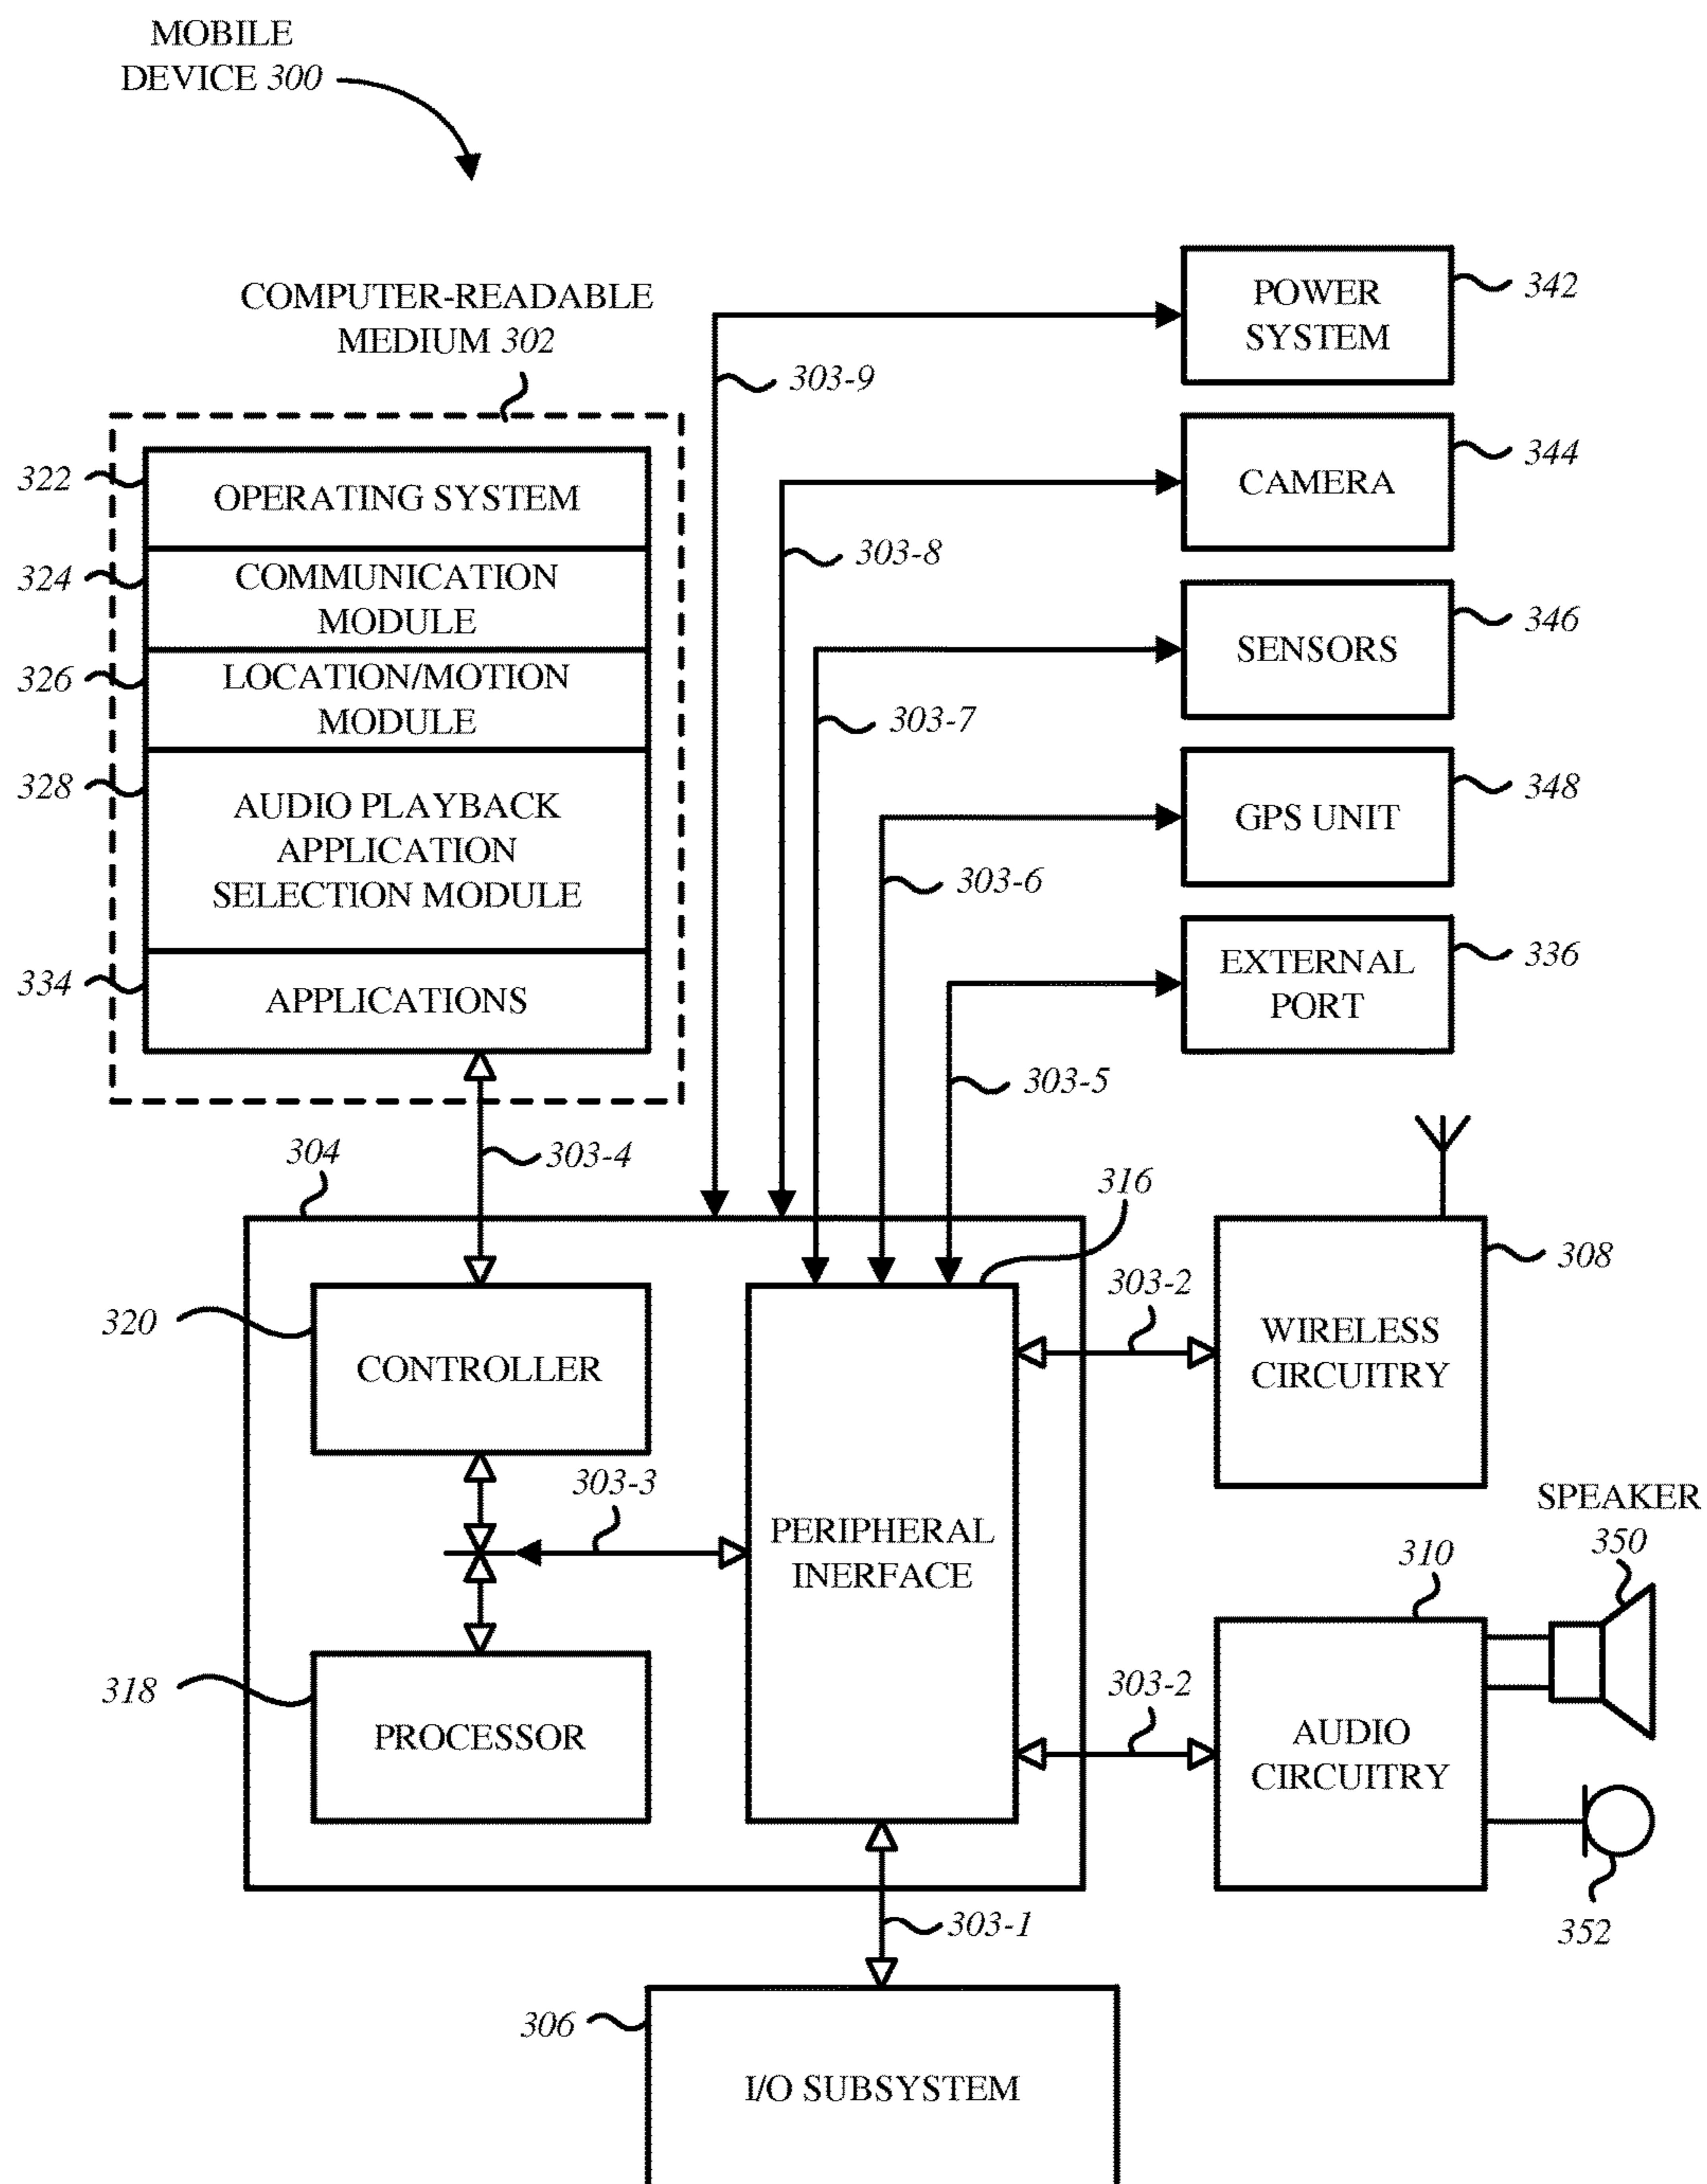 MOBILE
DEVICE 300
POWER
SYSTEM
342
COMPUTER-READABLE
MEDIUM 302
303-9
CAMERA
344
322
OPERATING SYSTEM
303-8
324
COMMUNICATION
MODULE
SENSORS
346
326
LOCATION/MOTION
MODULE
303-7
328
AUDIO PLAYBACK
APPLICATION
SELECTION MODULE
GPS UNIT
348
303-6
334
APPLICATIONS
EXTERNAL
PORT
336
303-5
304
303-4
316
320
CONTROLLER
303-2
WIRELESS
CIRCUITRY
308
303-3
PERIPHERAL
INERFACE
SPEAKER
350
310
318
PROCESSOR
303-2
AUDIO
CIRCUITRY
352
303-1
306
I/O SUBSYSTEM